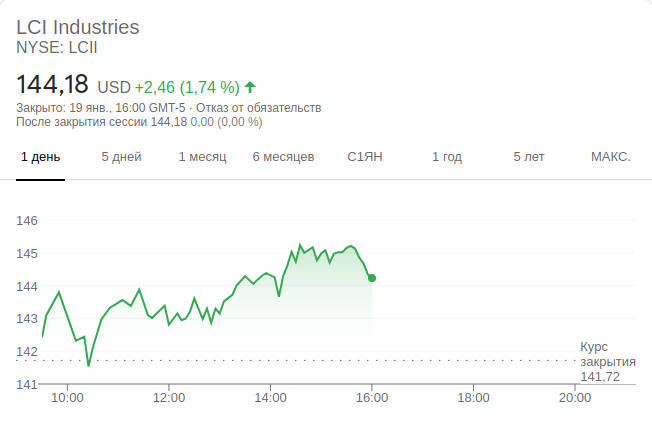 LCI Industries
NYSE: LCII
144,18 USD +2,46 (1,74 %)
Закрыто: 19 янв., 16:00 GMT-5 · Отказ от обязательств
После закрытия сессии 144,18 0,00 (0,00 %)
1 день 5 дней 1 месяц 6 месяцев С1ЯН 1 год 5 лет МАКС.
146
145
144
143
142
141
Курс
закрытия
141,72
10:00 12:00 14:00 16:00 18:00 20:00